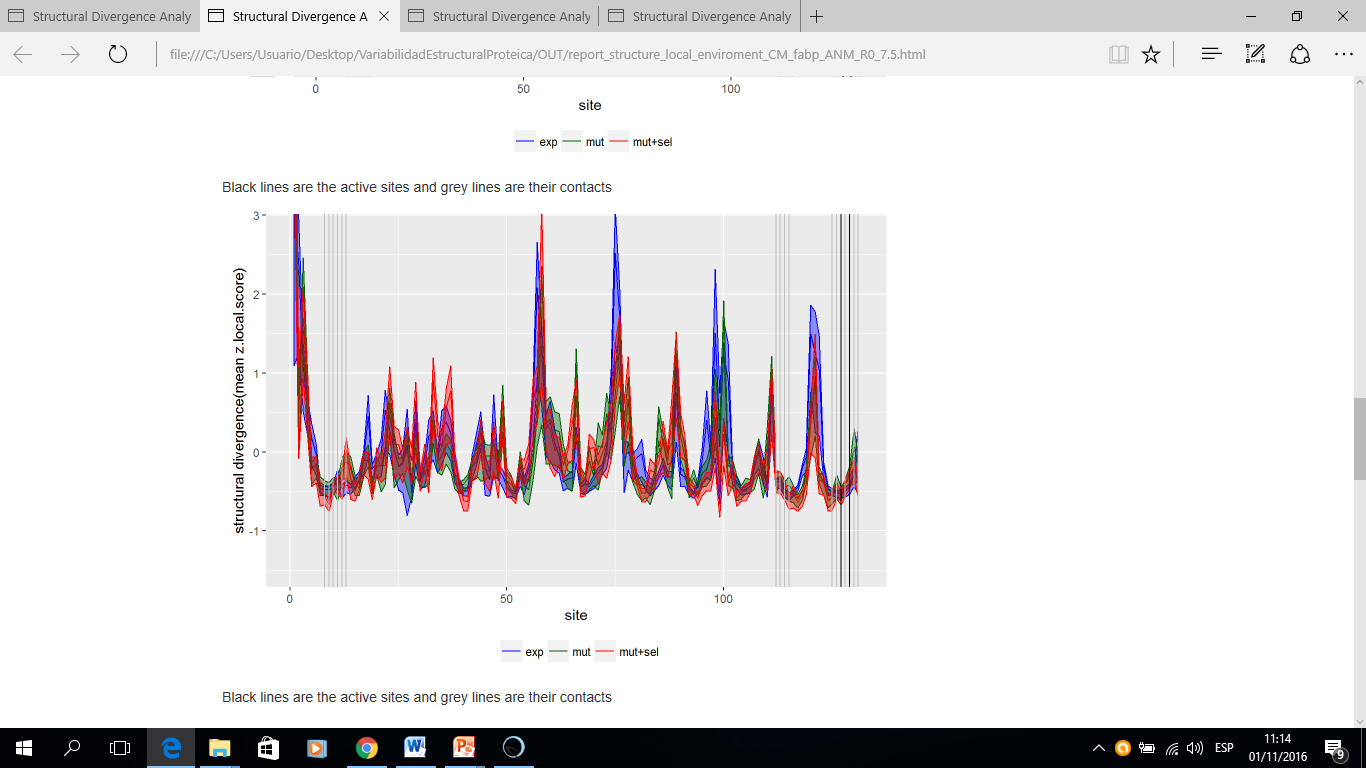 Structural Divergence Analy
Structural Divergence A
Structural Divergence Analy
Structural Divergence Analy
file:///C:/Users/Usuario/Desktop/VariabilidadEstructuralProteica/OUT/report_structure_local_enviroment_CM_fabp_ANM_R0_7.5.html
0 50 100
site
exp mut mut+sel
Black lines are the active sites and grey lines are their contacts
structural divergence(mean z.local.score)
3
2
1
0
-1
0 50 100
site
exp mut mut+sel
Black lines are the active sites and grey lines are their contacts
ESP
11:14
01/11/2016
9